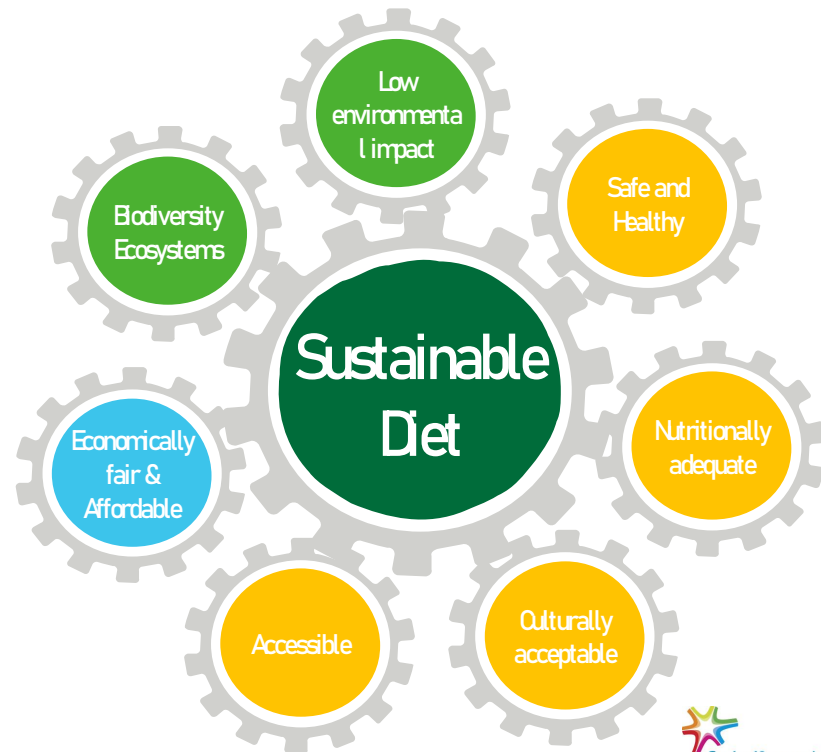 Low
environmenta
l impact
Safe and
Healthy
Biodiversity
Ecosystems
Sustainable
Diet
Economically
fair &
Affordable
Nutritionally
adequate
Culturally
acceptable
Accessible